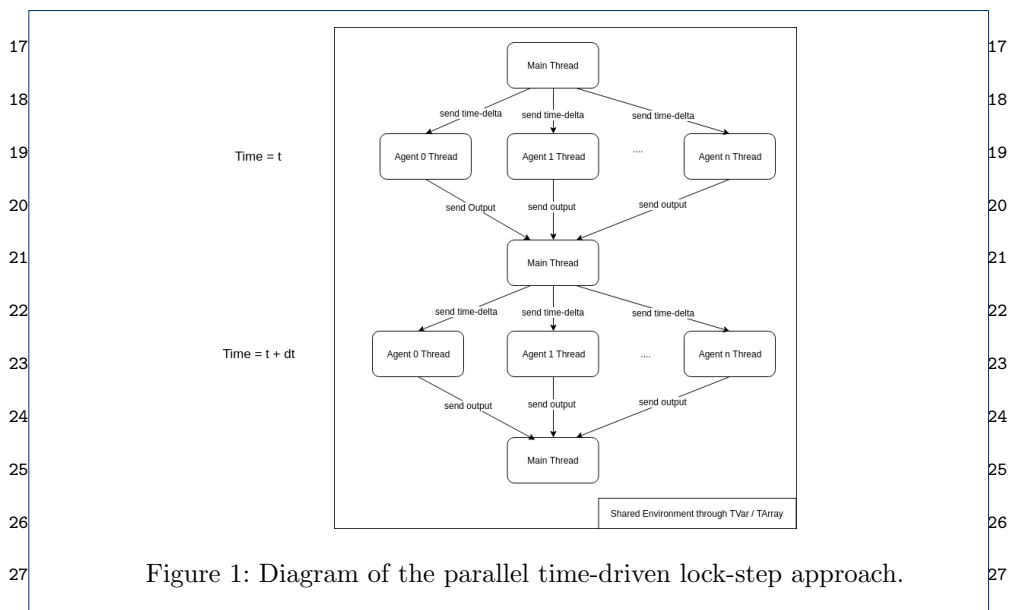 17 17
Main Thread
18 18
send time-delta send time-delta send time-delta
19 19
Time = t
Agent 0 Thread Agent 1 Thread .... Agent n Thread
20 20
send Output send output send output
21 21
Main Thread
22 22
send time-delta send time-delta send time-delta
Time = t + dt
Agent 0 Thread Agent 1 Thread .... Agent n Thread
23 23
24 24
send output send output send output
25 25
Main Thread
26 26
Shared Environment through TVar / TArray
27 27
Figure 1: Diagram of the parallel time-driven lock-step approach.